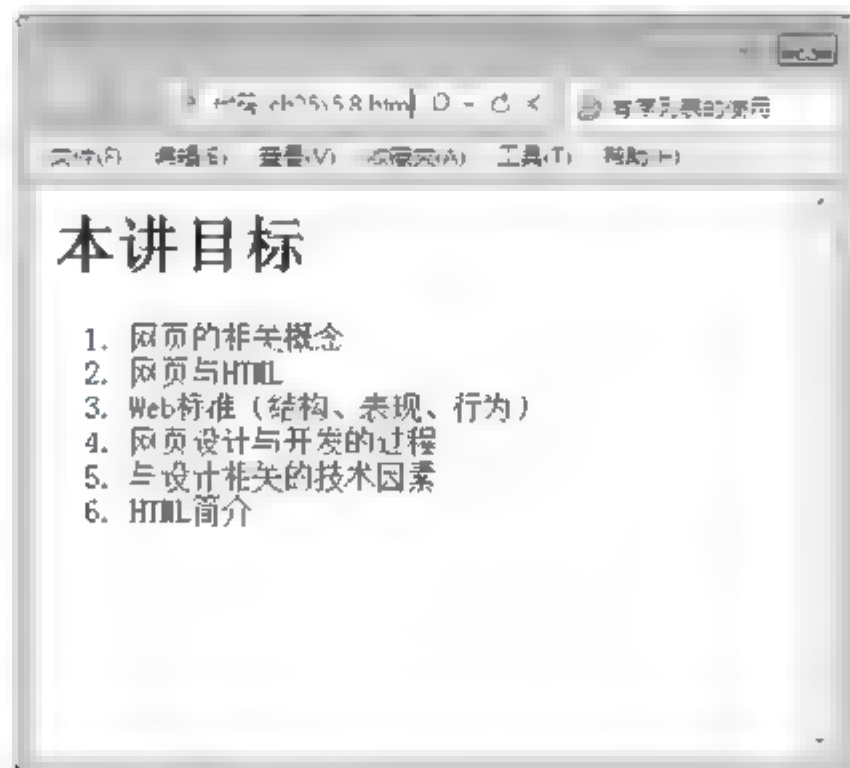 文件(F) 编辑(E) 查看(V) 收藏夹(A) 工具(T) 帮助(H)
本讲目标
1. 网页的相关概念
2. 网页与HTML
3. Web标准（结构、表现、行为）
4. 网页设计与开发的过程
5. 与设计相关的技术因素
6. HTML简介